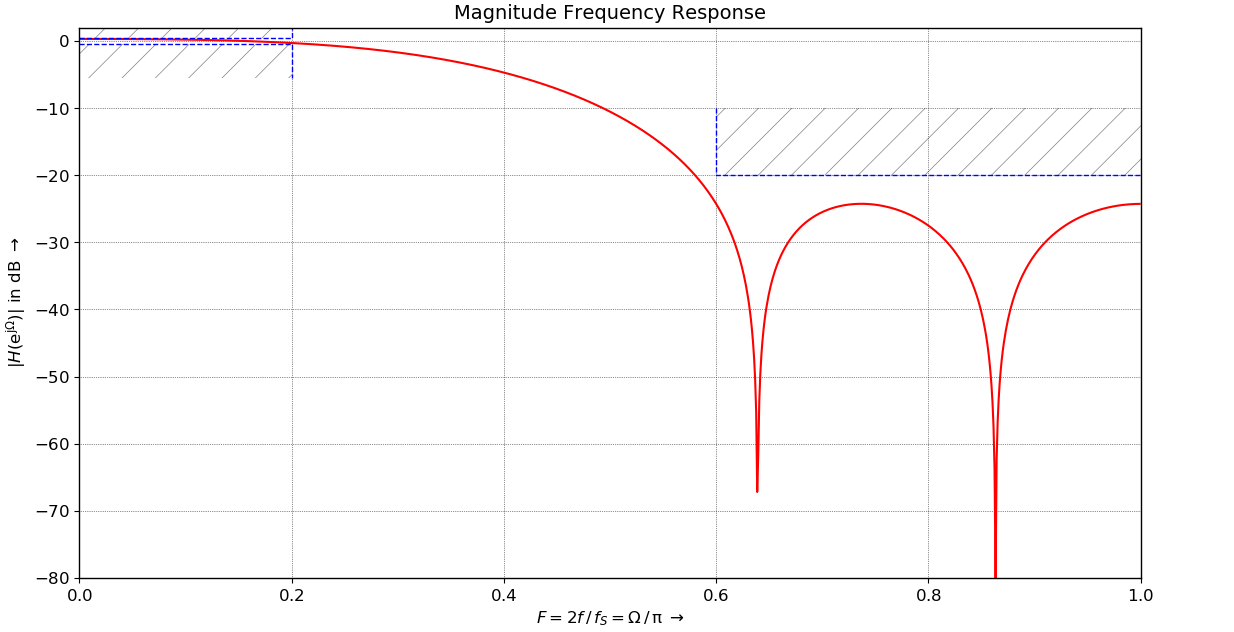 Magnitude Frequency Response
|H(e^jΩ)| in dB →
0
−10
−20
−30
−40
−50
−60
−70
−80
0.0 0.2 0.4 0.6 0.8 1.0
F = 2f / f_S = Ω / π →